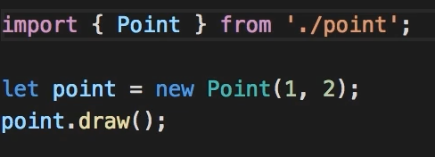 import { Point } from './point';
let point = new Point(1, 2);
point.draw();